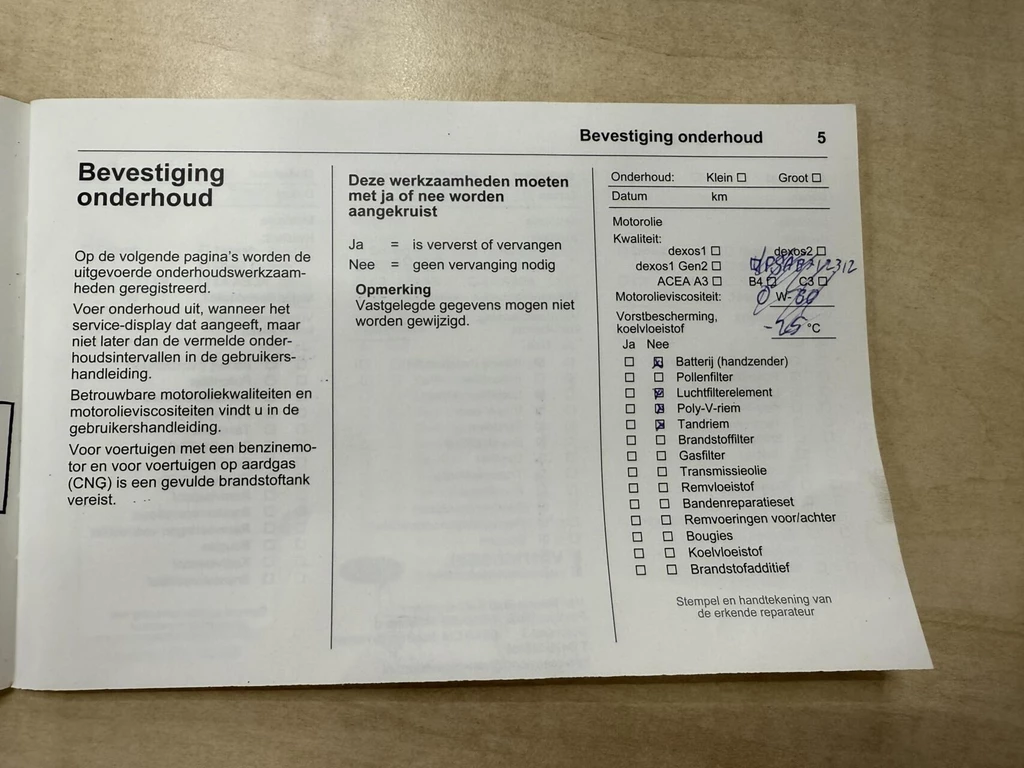 Bevestiging onderhoud 5
Bevestiging
onderhoud
Op de volgende pagina's worden de
uitgevoerde onderhoudswerkzaam-
heden geregistreerd.
Voer onderhoud uit, wanneer het
service-display dat aangeeft, maar
niet later dan de vermelde onder-
houdsintervallen in de gebruikers-
handleiding.
Betrouwbare motoroliekwaliteiten en
motorolieviscositeiten vindt u in de
gebruikershandleiding.
Voor voertuigen met een benzinemo-
tor en voor voertuigen op aardgas
(CNG) is een gevulde brandstoftank
vereist.
Deze werkzaamheden moeten
met ja of nee worden
aangekruist
Ja = is ververst of vervangen
Nee = geen vervanging nodig
Opmerking
Vastgelegde gegevens mogen niet
worden gewijzigd.
Onderhoud: Klein ☐ Groot ☐
Datum km
Motorolie
Kwaliteit:
dexos1 ☐ dexos2 ☐
dexos1 Gen2 ☐
ACEA A3 ☐ B4 ☐ C3 ☐
Motorolieviscositeit: 0 W-
Vorstbescherming,
koelvloeistof -25 °C
Ja Nee
☐ ☒ Batterij (handzender)
☐ ☐ Pollenfilter
☐ ☒ Luchtfilterelement
☐ ☒ Poly-V-riem
☐ ☒ Tandriem
☐ ☐ Brandstoffilter
☐ ☐ Gasfilter
☐ ☐ Transmissieolie
☐ ☐ Remvloeistof
☐ ☐ Bandenreparatieset
☐ ☐ Remvoeringen voor/achter
☐ ☐ Bougies
☐ ☐ Koelvloeistof
☐ ☐ Brandstofadditief
Stempel en handtekening van
de erkende reparateur